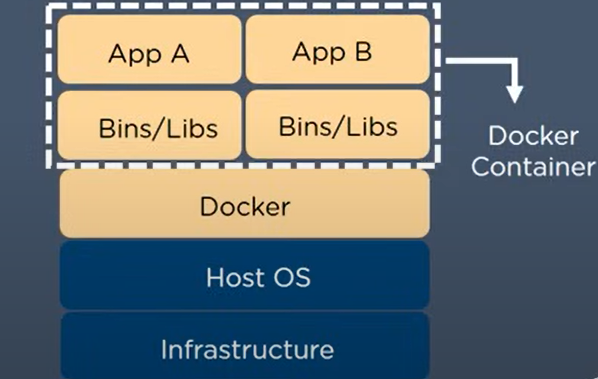 App A
App B
Bins/Libs
Bins/Libs
Docker
Container
Docker
Host OS
Infrastructure